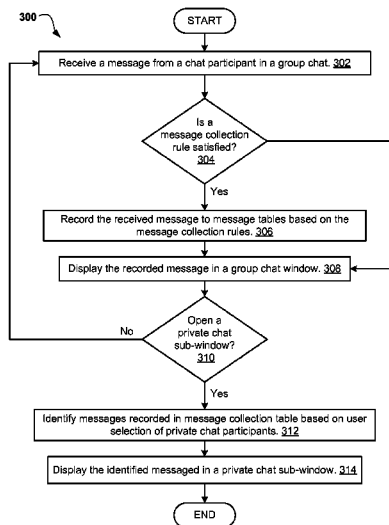 300
START
Receive a message from a chat participant in a group chat. 302
Is a
message collection
rule satisfied?
304
Yes
Record the received message to message tables based on the
message collection rules. 306
Display the recorded message in a group chat window. 308
Open a
private chat
sub-window?
310
No
Yes
Identify messages recorded in message collection table based on user
selection of private chat participants. 312
Display the identified messaged in a private chat sub-window. 314
END